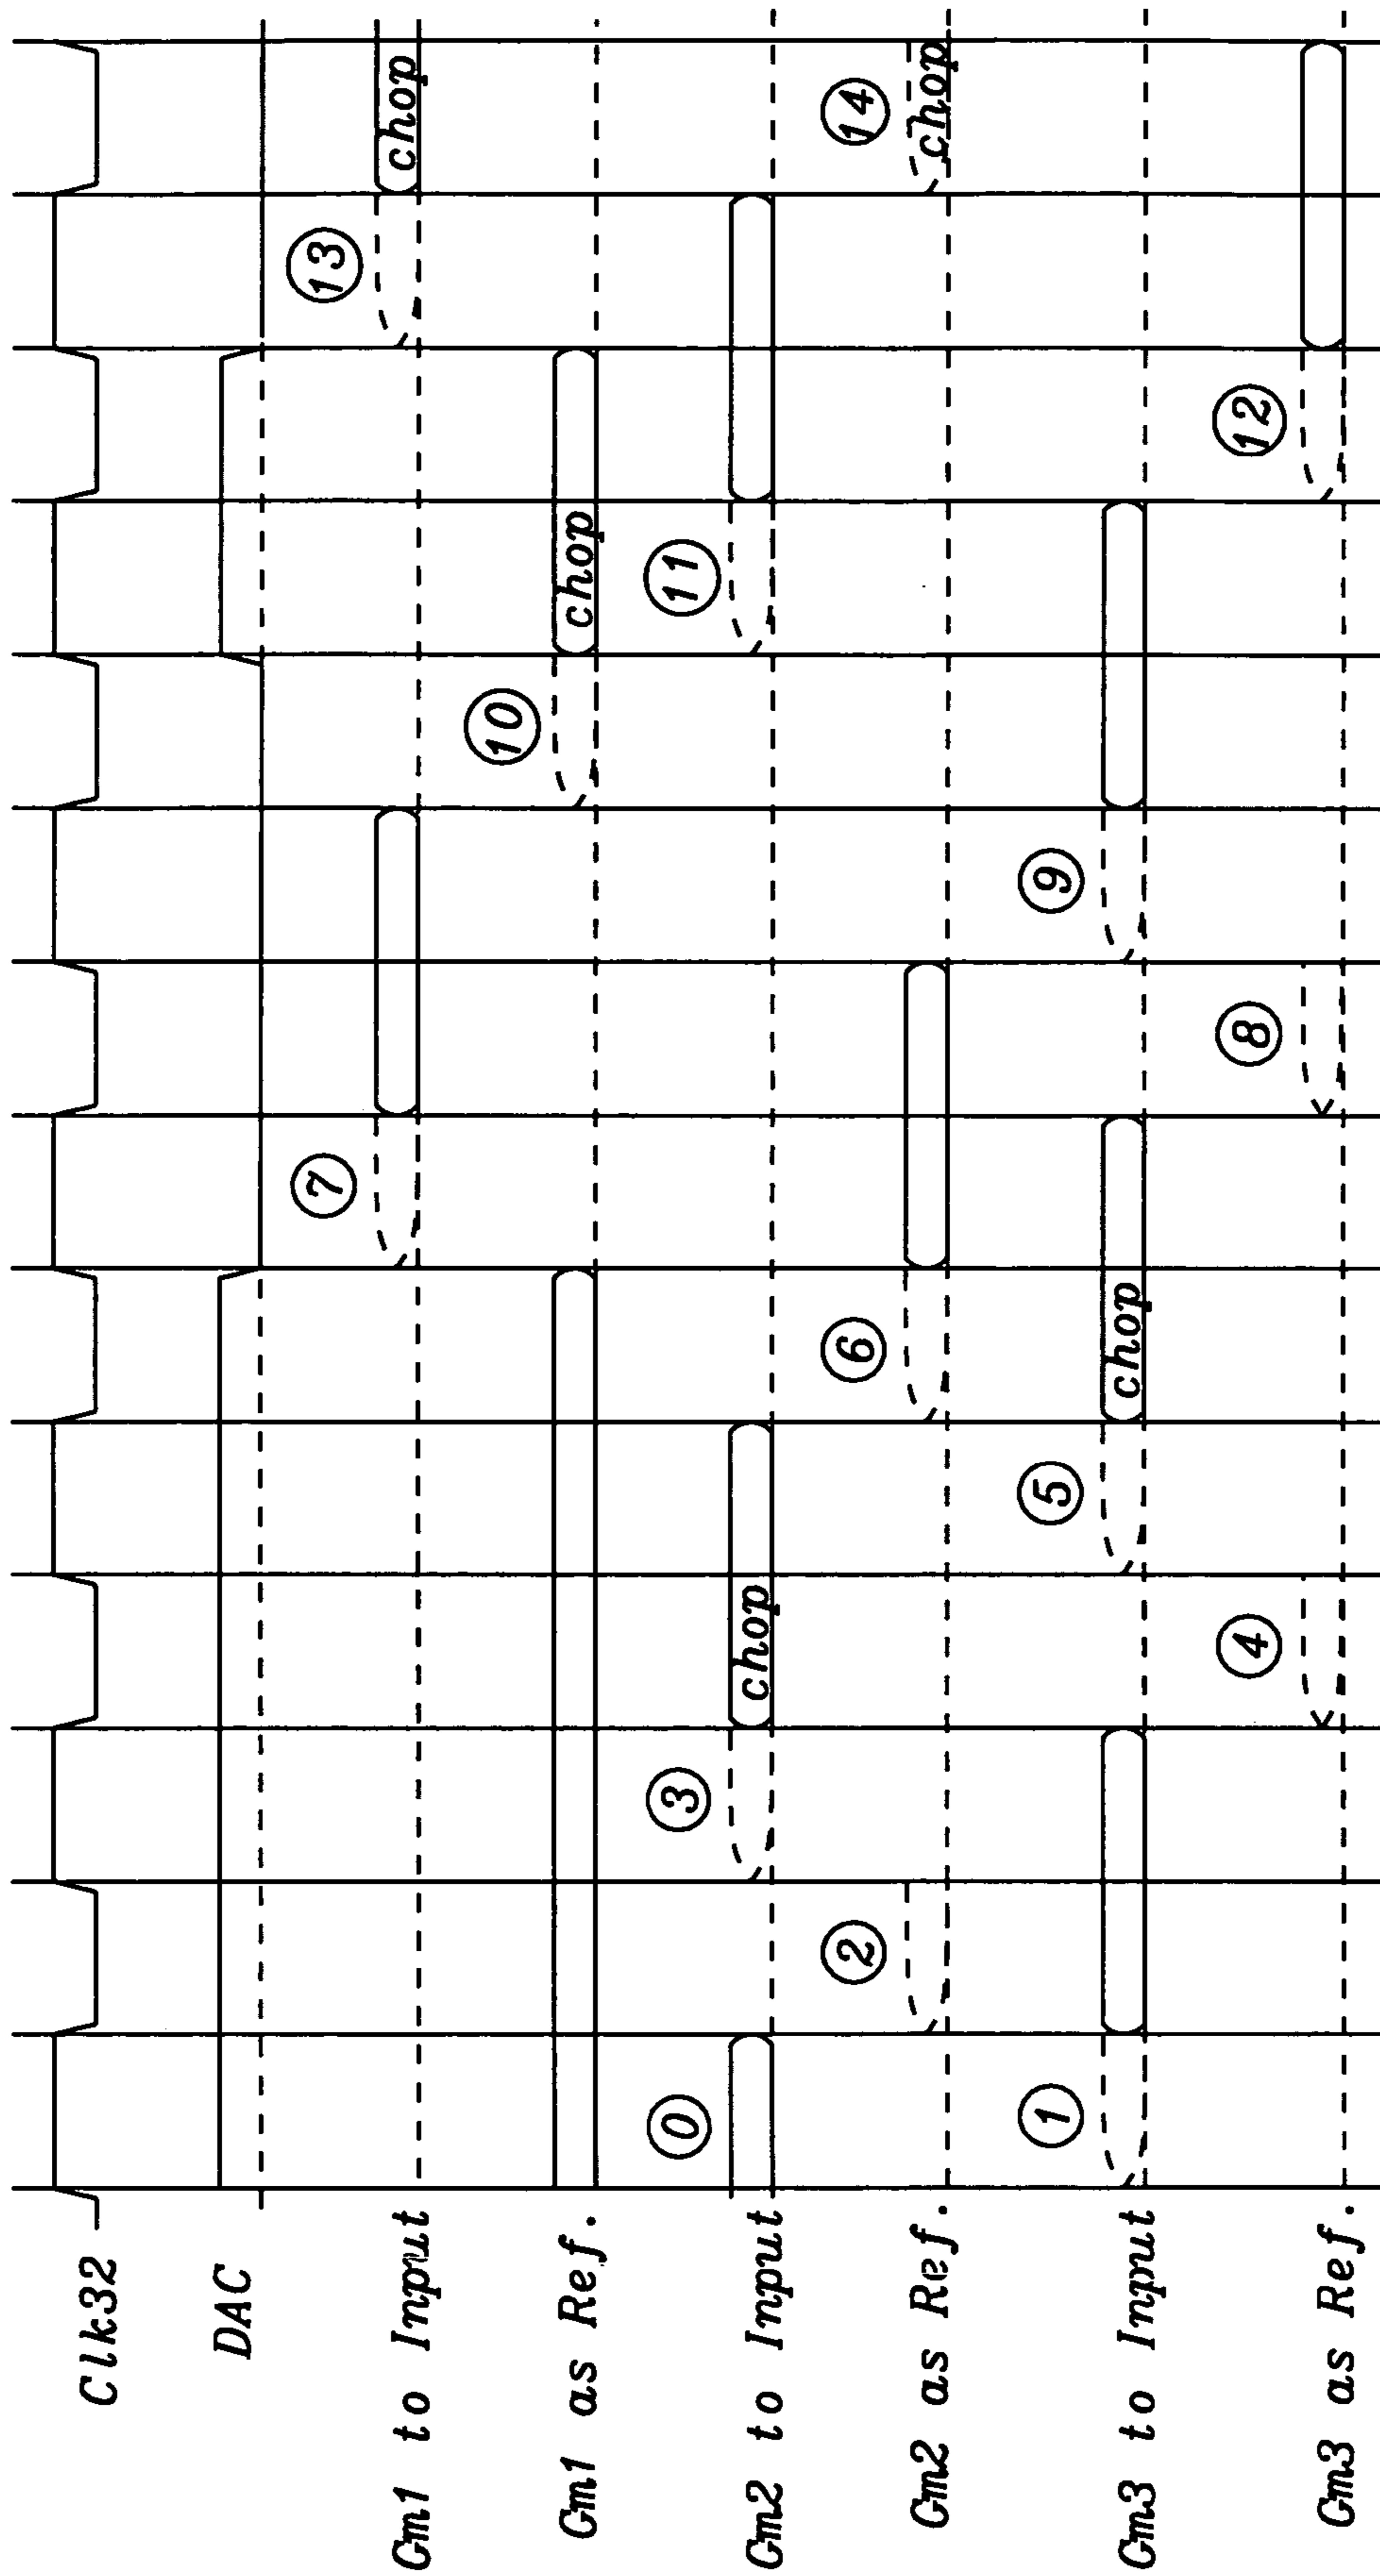 Clk32
DAC
Gm1 to Input
7
13
chop
Gm1 as Ref.
10
chop
Gm2 to Input
0
3
chop
11
Gm2 as Ref.
2
6
14
chop
Gm3 to Input
1
5
chop
9
Gm3 as Ref.
4
8
12